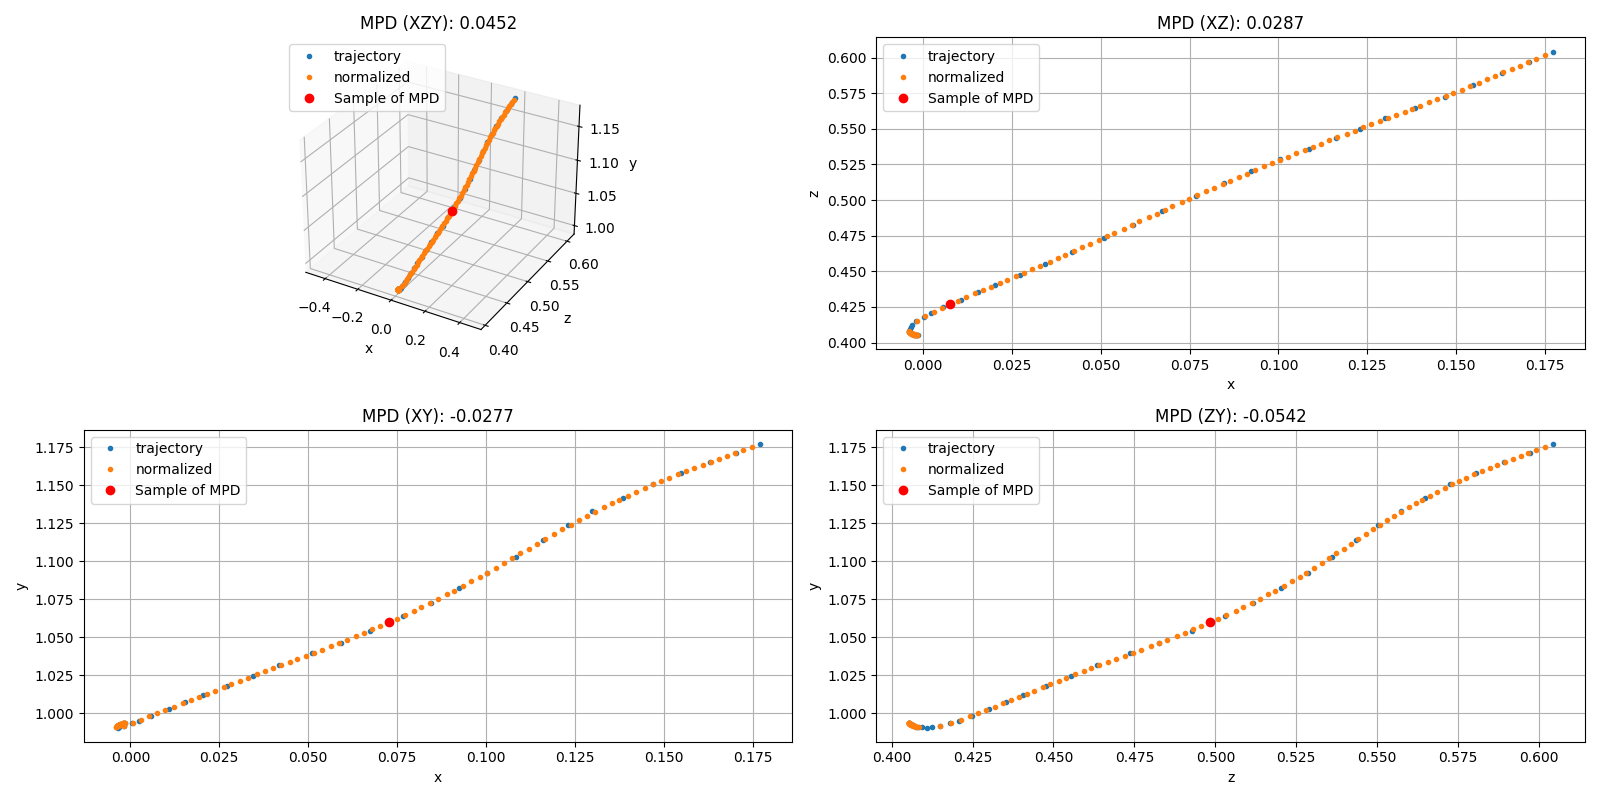 MPD (XZY): 0.0452
trajectory
normalized
Sample of MPD
1.15
1.10
1.05
1.00
y
0.60
0.55
0.50
0.45
0.40
z
−0.4
−0.2
0.0
0.2
0.4
x
MPD (XZ): 0.0287
trajectory
normalized
Sample of MPD
0.600
0.575
0.550
0.525
0.500
0.475
0.450
0.425
0.400
z
0.000 0.025 0.050 0.075 0.100 0.125 0.150 0.175
x
MPD (XY): -0.0277
trajectory
normalized
Sample of MPD
1.175
1.150
1.125
1.100
1.075
1.050
1.025
1.000
y
0.000 0.025 0.050 0.075 0.100 0.125 0.150 0.175
x
MPD (ZY): -0.0542
trajectory
normalized
Sample of MPD
1.175
1.150
1.125
1.100
1.075
1.050
1.025
1.000
y
0.400 0.425 0.450 0.475 0.500 0.525 0.550 0.575 0.600
z